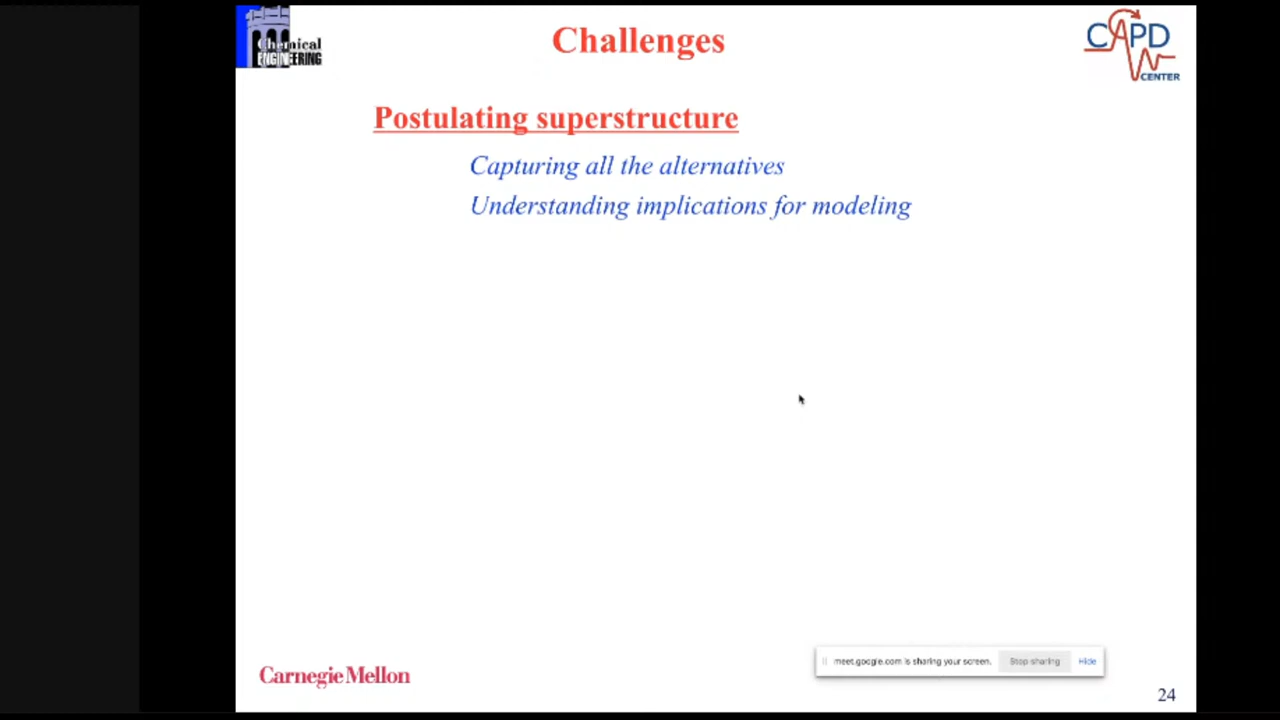 Chemical
ENGINEERING
Challenges
CAPD
CENTER
Postulating superstructure
Capturing all the alternatives
Understanding implications for modeling
meet.google.com is sharing your screen.
Stop sharing
Hide
Carnegie Mellon
24